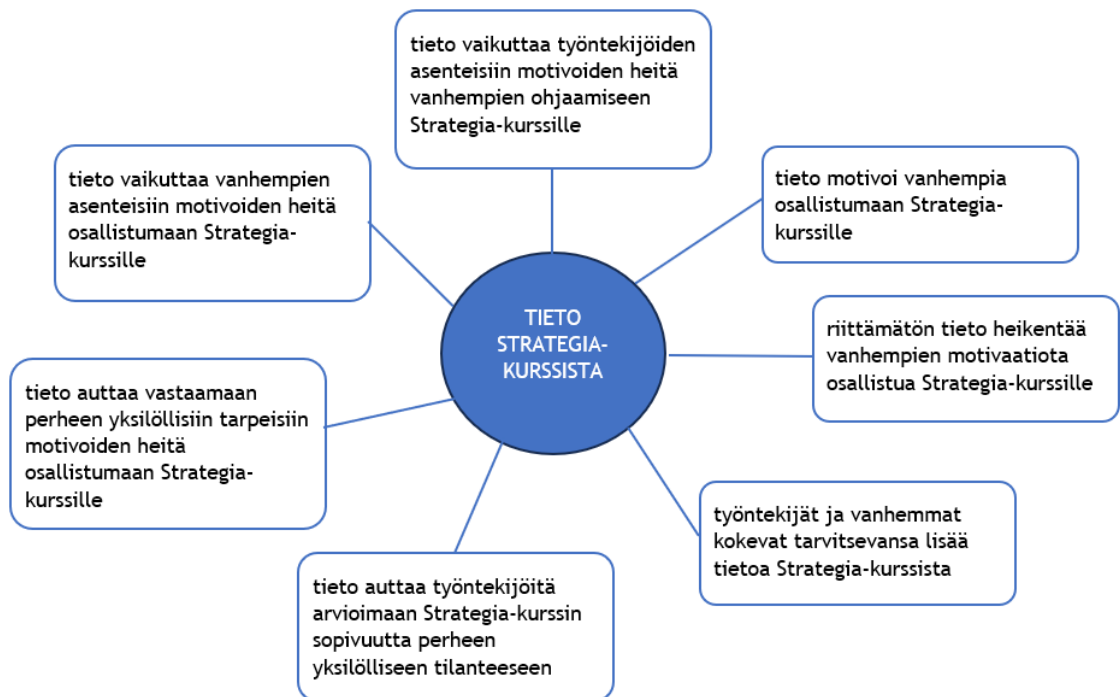 tieto vaikuttaa työntekijöiden
asenteisiin motivoiden heitä
vanhempien ohjaamiseen
Strategia-kurssille
tieto vaikuttaa vanhempien
asenteisiin motivoiden heitä
osallistumaan Strategia-
kurssille
tieto motivoi vanhempia
osallistumaan Strategia-
kurssille
TIETO
STRATEGIA-
KURSSISTA
riittämätön tieto heikentää
vanhempien motivaatiota
osallistua Strategia-kurssille
tieto auttaa vastaamaan
perheen yksilöllisiin tarpeisiin
motivoiden heitä
osallistumaan Strategia-
kurssille
työntekijät ja vanhemmat
kokevat tarvitsevansa lisää
tietoa Strategia-kurssista
tieto auttaa työntekijöitä
arvioimaan Strategia-kurssin
sopivuutta perheen
yksilölliseen tilanteeseen